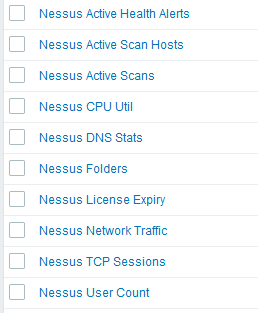 Nessus Active Health Alerts
Nessus Active Scan Hosts
Nessus Active Scans
Nessus CPU Util
Nessus DNS Stats
Nessus Folders
Nessus License Expiry
Nessus Network Traffic
Nessus TCP Sessions
Nessus User Count